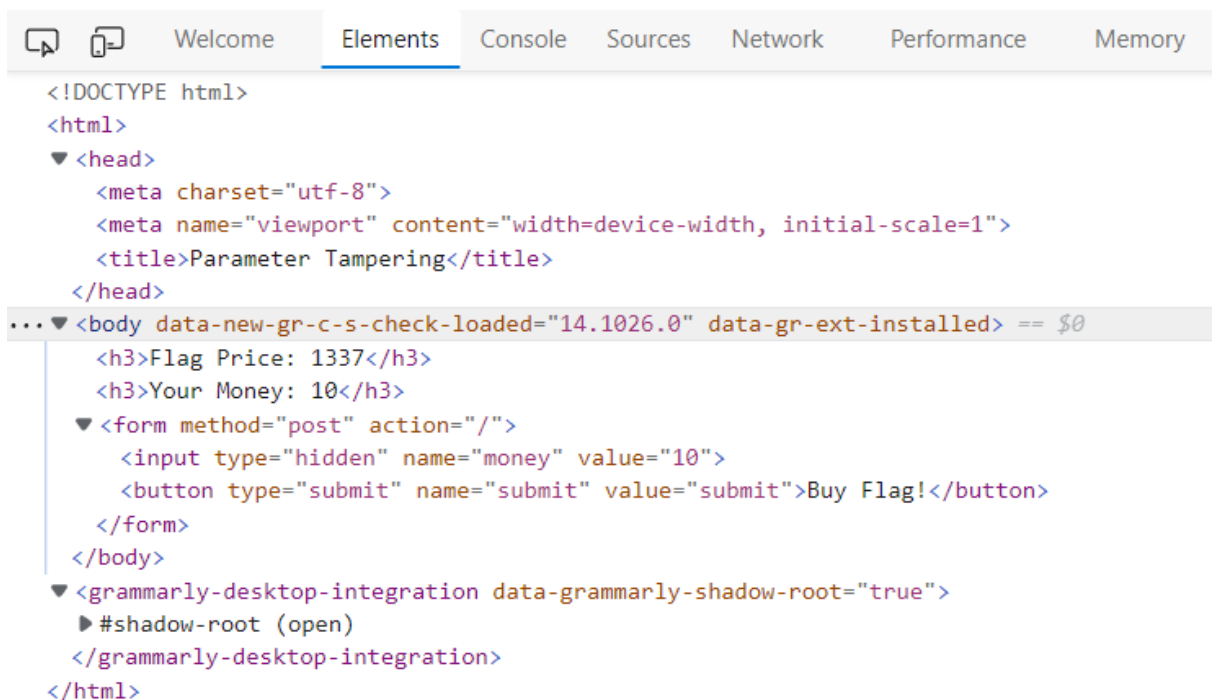 Welcome Elements Console Sources Network Performance Memory
<!DOCTYPE html>
<html>
<head>
<meta charset="utf-8">
<meta name="viewport" content="width=device-width, initial-scale=1">
<title>Parameter Tampering</title>
</head>
... <body data-new-gr-c-s-check-loaded="14.1026.0" data-gr-ext-installed> == $0
<h3>Flag Price: 1337</h3>
<h3>Your Money: 10</h3>
<form method="post" action="/">
<input type="hidden" name="money" value="10">
<button type="submit" name="submit" value="submit">Buy Flag!</button>
</form>
</body>
<grammarly-desktop-integration data-grammarly-shadow-root="true">
#shadow-root (open)
</grammarly-desktop-integration>
</html>